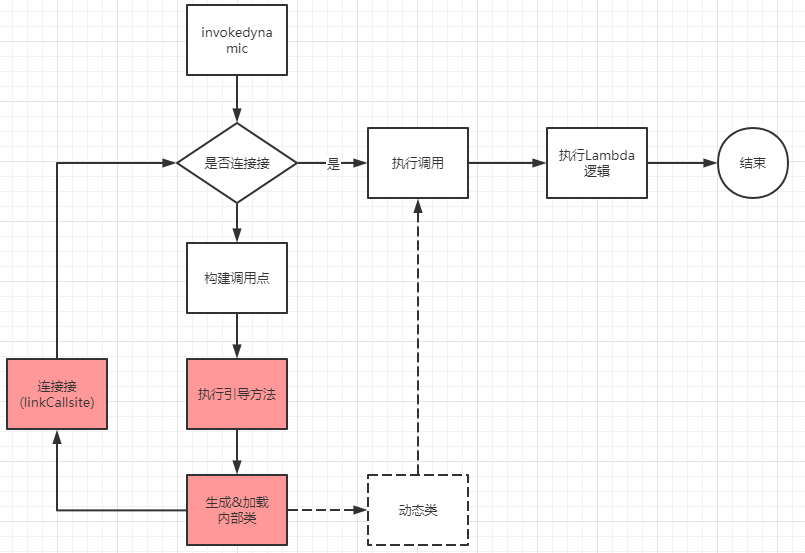 invokedyna
mic
是否连接接
是
执行调用
执行Lambda
逻辑
结束
构建调用点
连接接
(linkCallsite)
执行引导方法
生成&加载
内部类
动态类